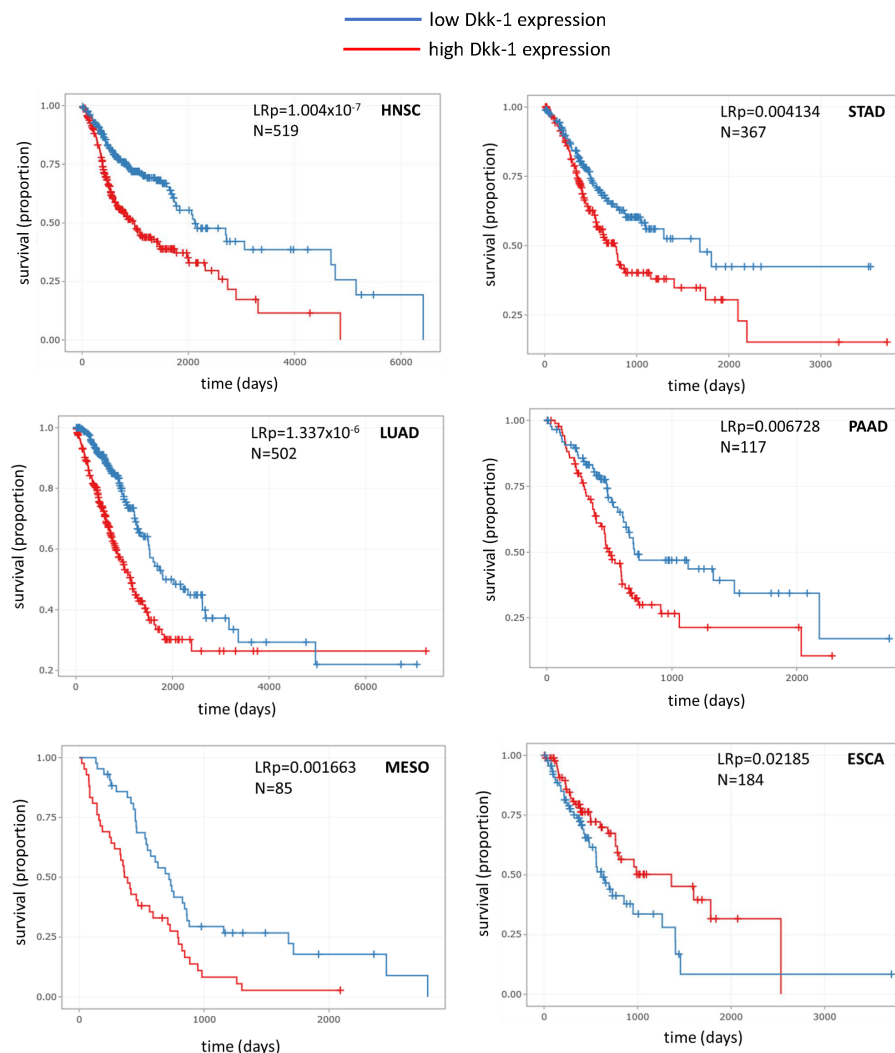 low Dkk-1 expression
high Dkk-1 expression
LRp=1.004x10⁻⁷ HNSC
N=519
1.00
0.75
0.50
0.25
0.00
survival (proportion)
0 2000 4000 6000
time (days)
LRp=0.004134 STAD
N=367
1.00
0.75
0.50
0.25
survival (proportion)
0 1000 2000 3000
time (days)
LRp=1.337x10⁻⁶ LUAD
N=502
1.0
0.8
0.6
0.4
0.2
survival (proportion)
0 2000 4000 6000
time (days)
LRp=0.006728 PAAD
N=117
1.00
0.75
0.50
0.25
survival (proportion)
0 1000 2000
time (days)
LRp=0.001663 MESO
N=85
1.00
0.75
0.50
0.25
0.00
survival (proportion)
0 1000 2000
time (days)
LRp=0.02185 ESCA
N=184
1.00
0.75
0.50
0.25
0.00
survival (proportion)
0 1000 2000 3000
time (days)